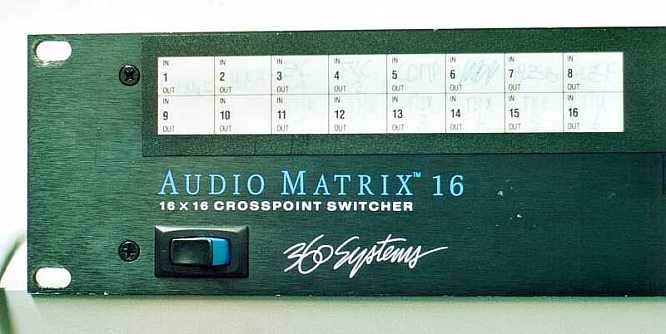 IN IN IN IN IN IN IN IN
1 2 3 4 5 6 7 8
OUT OUT OUT OUT OUT OUT OUT OUT
IN IN IN IN IN IN IN IN
9 10 11 12 13 14 15 16
OUT OUT OUT OUT OUT OUT OUT OUT
AUDIO MATRIX™ 16
16 X 16 CROSSPOINT SWITCHER
360 Systems